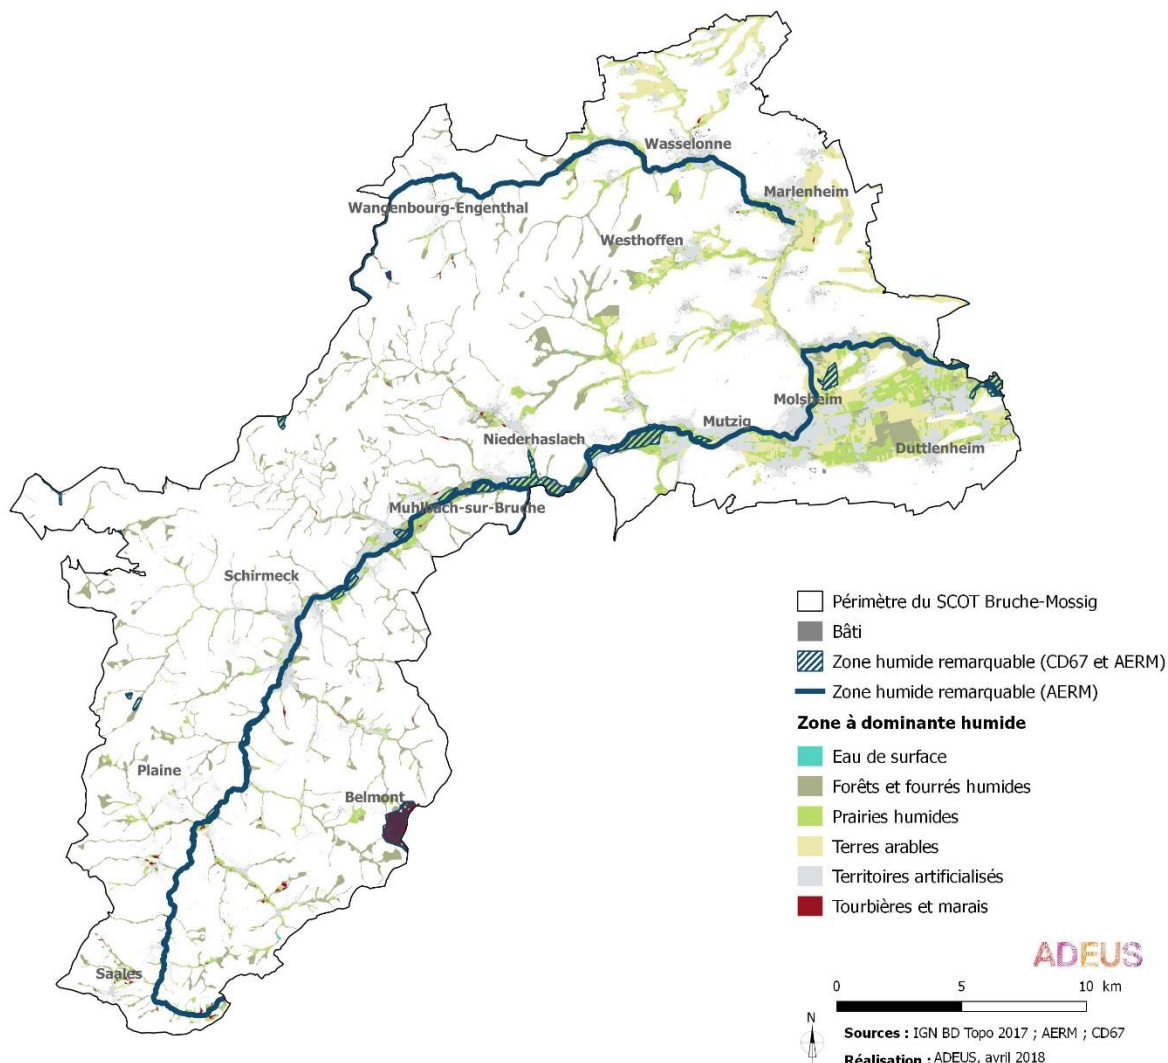 Wasselonne
Marlenheim
Wangenbourg-Engenthal
Westhoffen
Molsheim
Mutzig
Niederhaslach
Duttlenheim
Muhlbach-sur-Bruche
Schirmeck
Plaine
Belmont
Saales
Périmètre du SCOT Bruche-Mossig
Bâti
Zone humide remarquable (CD67 et AERM)
Zone humide remarquable (AERM)
Zone à dominante humide
Eau de surface
Forêts et fourrés humides
Prairies humides
Terres arables
Territoires artificialisés
Tourbières et marais
ADEUS
0 5 10 km
N
Sources : IGN BD Topo 2017 ; AERM ; CD67
Réalisation : ADEUS, avril 2018